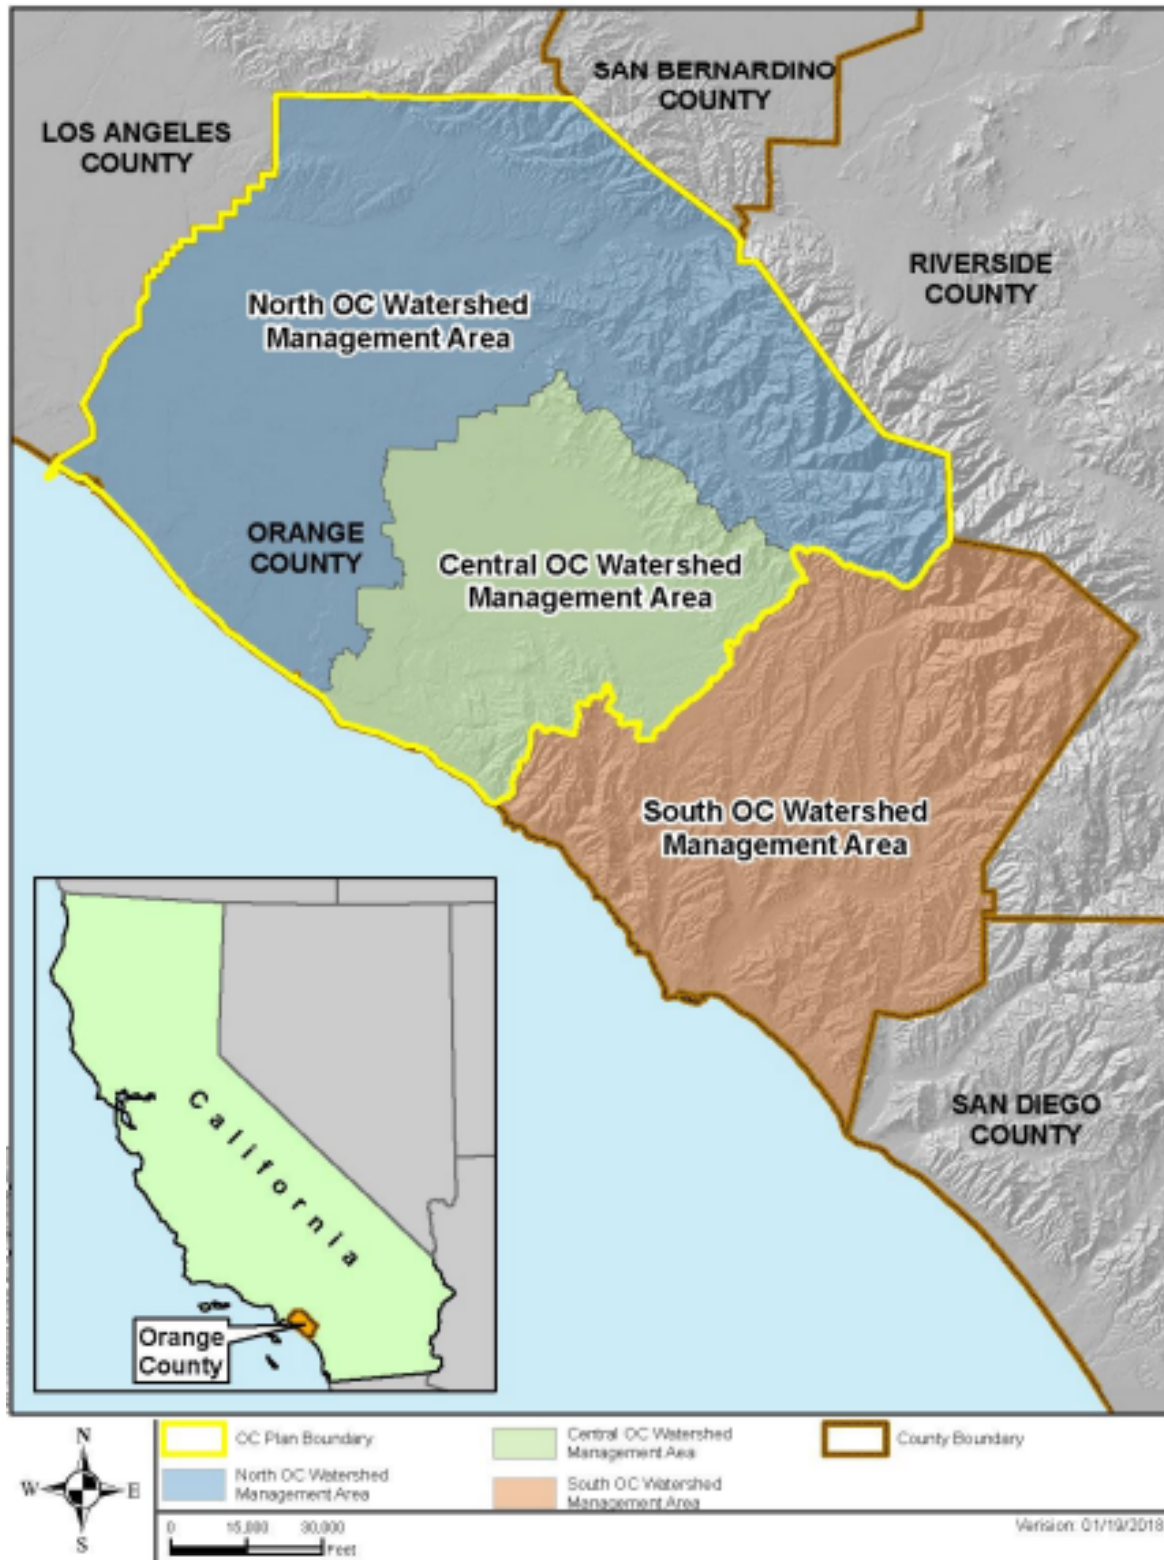 SAN BERNARDINO
COUNTY
LOS ANGELES
COUNTY
RIVERSIDE
COUNTY
North OC Watershed
Management Area
ORANGE
COUNTY
Central OC Watershed
Management Area
South OC Watershed
Management Area
SAN DIEGO
COUNTY
California
Orange
County
N
W
E
S
OC Plan Boundary
North OC Watershed
Management Area
Central OC Watershed
Management Aea
South OC Watershed
Management Area
County Boundary
0 15,000 30,000
Feet
Version: 01/19/2018